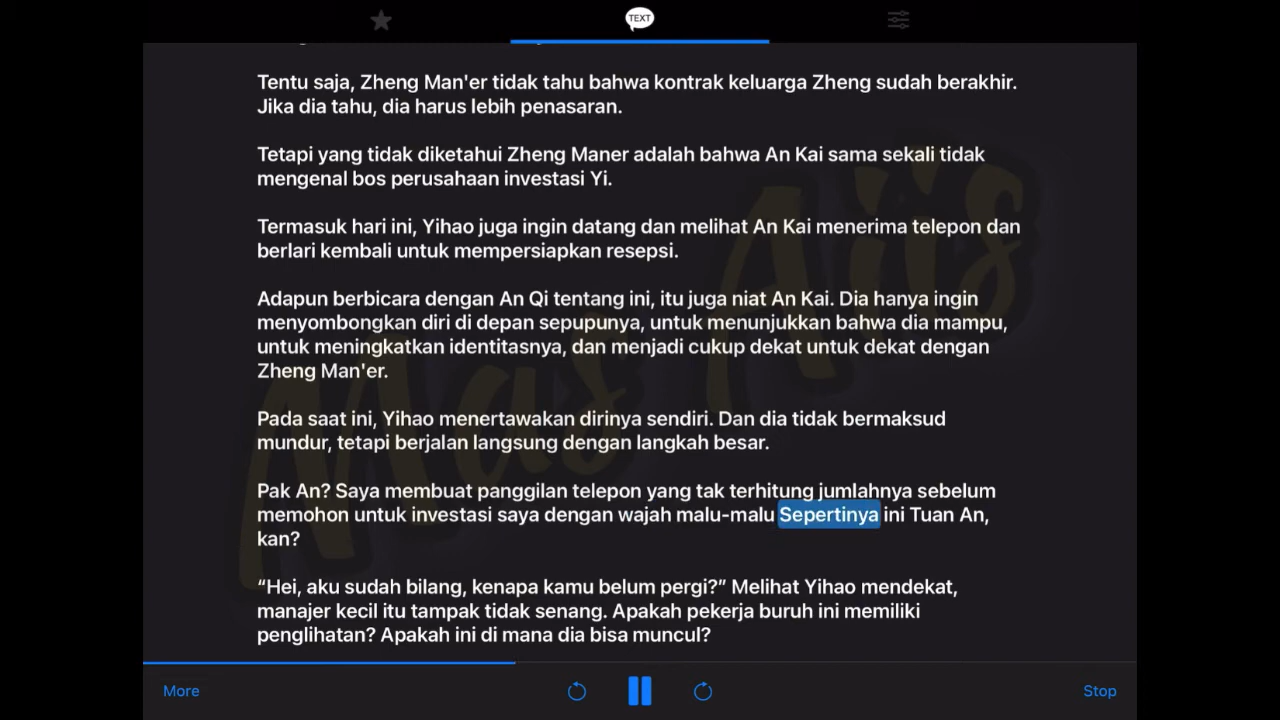 TEXT
Tentu saja, Zheng Man'er tidak tahu bahwa kontrak keluarga Zheng sudah berakhir.
Jika dia tahu, dia harus lebih penasaran.
Tetapi yang tidak diketahui Zheng Maner adalah bahwa An Kai sama sekali tidak
mengenal bos perusahaan investasi Yi.
Termasuk hari ini, Yihao juga ingin datang dan melihat An Kai menerima telepon dan
berlari kembali untuk mempersiapkan resepsi.
Adapun berbicara dengan An Qi tentang ini, itu juga niat An Kai. Dia hanya ingin
menyombongkan diri di depan sepupunya, untuk menunjukkan bahwa dia mampu,
untuk meningkatkan identitasnya, dan menjadi cukup dekat untuk dekat dengan
Zheng Man'er.
Pada saat ini, Yihao menertawakan dirinya sendiri. Dan dia tidak bermaksud
mundur, tetapi berjalan langsung dengan langkah besar.
Pak An? Saya membuat panggilan telepon yang tak terhitung jumlahnya sebelum
memohon untuk investasi saya dengan wajah malu-malu Sepertinya ini Tuan An,
kan?
“Hei, aku sudah bilang, kenapa kamu belum pergi?” Melihat Yihao mendekat,
manajer kecil itu tampak tidak senang. Apakah pekerja buruh ini memiliki
penglihatan? Apakah ini di mana dia bisa muncul?
Mas Aiis
More
Stop